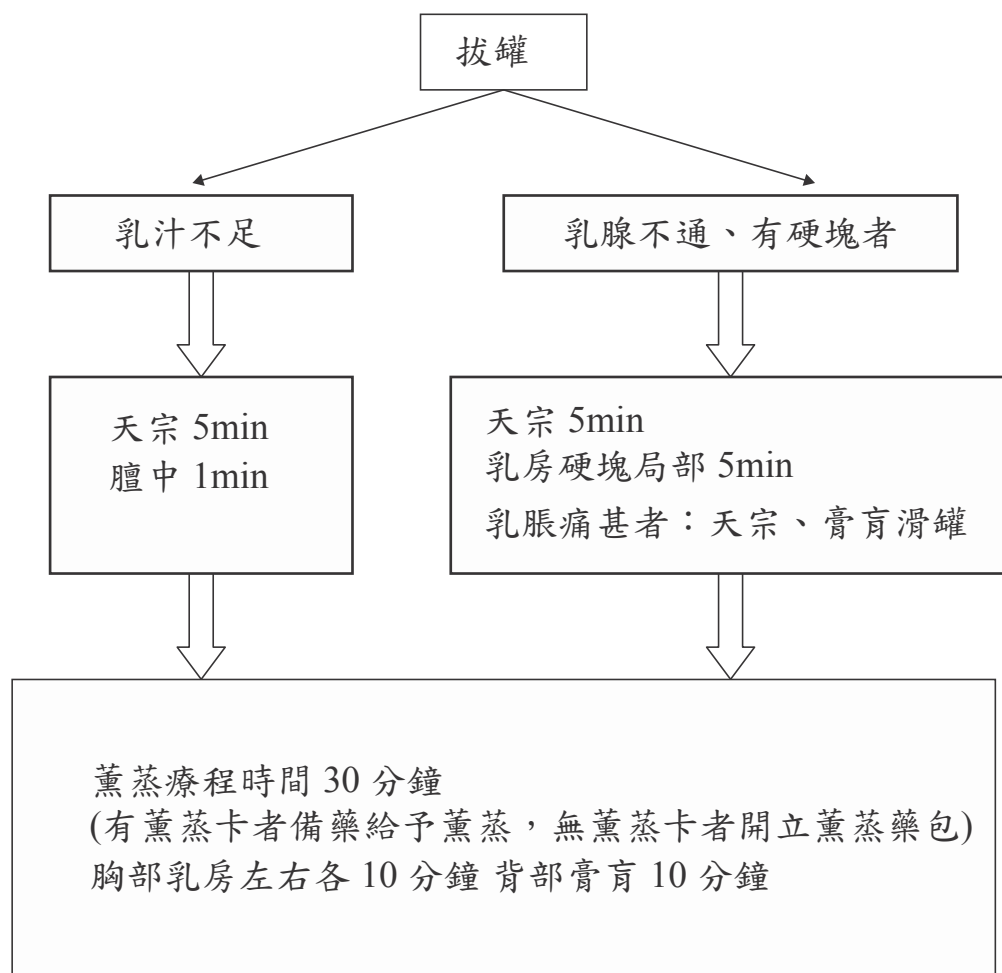 拔罐
乳汁不足
乳腺不通、有硬塊者
天宗 5min
膻中 1min
天宗 5min
乳房硬塊局部 5min
乳脹痛甚者：天宗、膏肓滑罐
薰蒸療程時間 30 分鐘
(有薰蒸卡者備藥給予薰蒸，無薰蒸卡者開立薰蒸藥包)
胸部乳房左右各 10 分鐘 背部膏肓 10 分鐘